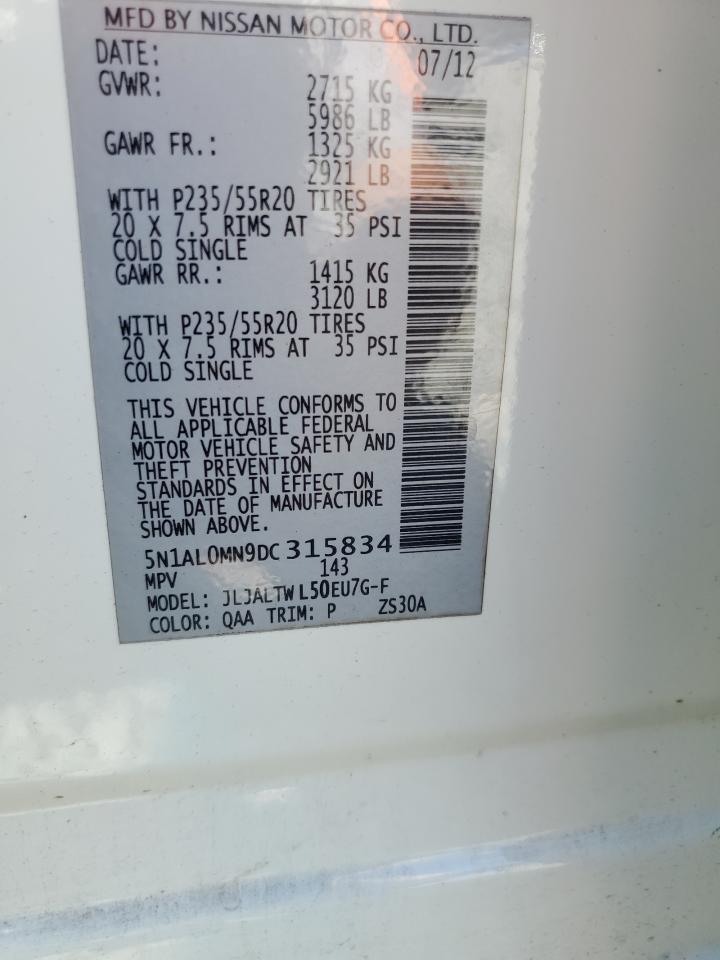 MFD BY NISSAN MOTOR CO., LTD.
DATE: 07/12
GVWR: 2715 KG
5986 LB
GAWR FR.: 1325 KG
2921 LB
WITH P235/55R20 TIRES
20 X 7.5 RIMS AT 35 PSI
COLD SINGLE
GAWR RR.: 1415 KG
3120 LB
WITH P235/55R20 TIRES
20 X 7.5 RIMS AT 35 PSI
COLD SINGLE
THIS VEHICLE CONFORMS TO
ALL APPLICABLE FEDERAL
MOTOR VEHICLE SAFETY AND
THEFT PREVENTION
STANDARDS IN EFFECT ON
THE DATE OF MANUFACTURE
SHOWN ABOVE.
5N1AL0MN9DC315834
MPV 143
MODEL: JLJALTWL50EU7G-F
COLOR: QAA TRIM: P ZS30A